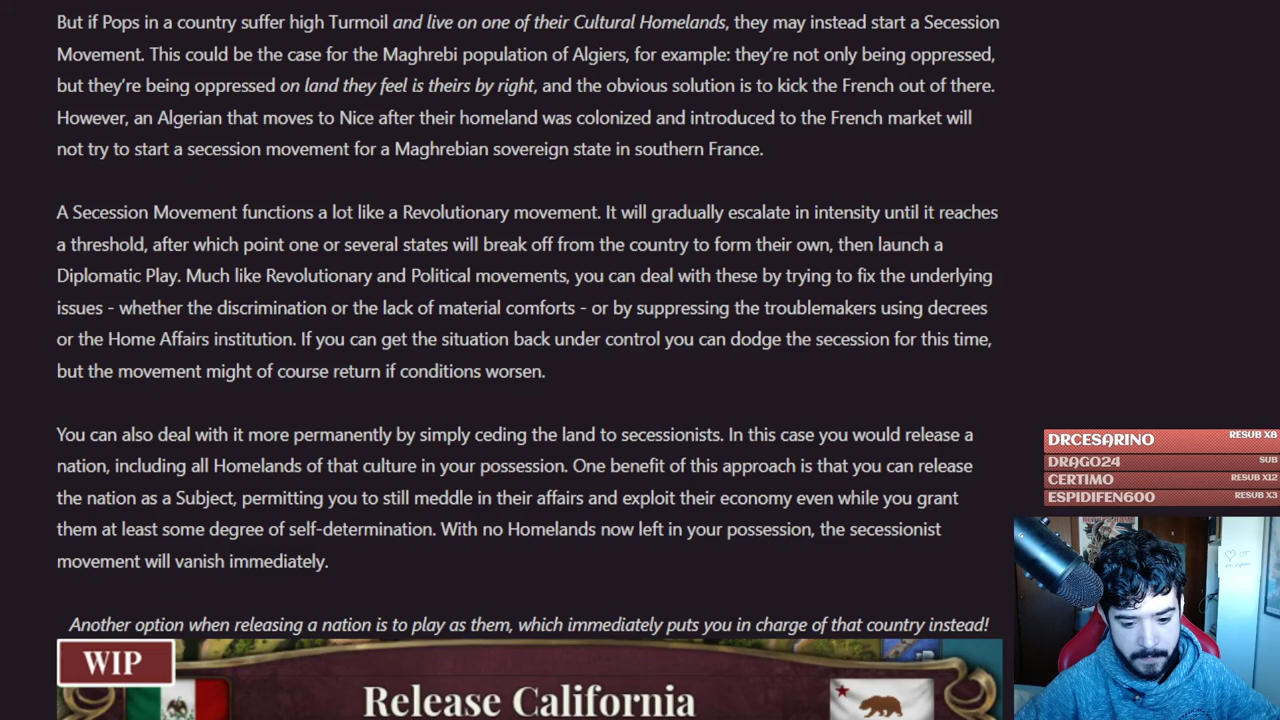 But if Pops in a country suffer high Turmoil and live on one of their Cultural Homelands, they may instead start a Secession
Movement. This could be the case for the Maghrebi population of Algiers, for example: they're not only being oppressed,
but they're being oppressed on land they feel is theirs by right, and the obvious solution is to kick the French out of there.
However, an Algerian that moves to Nice after their homeland was colonized and introduced to the French market will
not try to start a secession movement for a Maghrebian sovereign state in southern France.
A Secession Movement functions a lot like a Revolutionary movement. It will gradually escalate in intensity until it reaches
a threshold, after which point one or several states will break off from the country to form their own, then launch a
Diplomatic Play. Much like Revolutionary and Political movements, you can deal with these by trying to fix the underlying
issues - whether the discrimination or the lack of material comforts - or by suppressing the troublemakers using decrees
or the Home Affairs institution. If you can get the situation back under control you can dodge the secession for this time,
but the movement might of course return if conditions worsen.
You can also deal with it more permanently by simply ceding the land to secessionists. In this case you would release a
nation, including all Homelands of that culture in your possession. One benefit of this approach is that you can release
the nation as a Subject, permitting you to still meddle in their affairs and exploit their economy even while you grant
them at least some degree of self-determination. With no Homelands now left in your possession, the secessionist
movement will vanish immediately.
Another option when releasing a nation is to play as them, which immediately puts you in charge of that country instead!
WIP
Release California
DRCESARINO RESUB X8
DRAGO24 SUB
CERTIMO RESUB X12
ESPIDIFEN600 RESUB X3